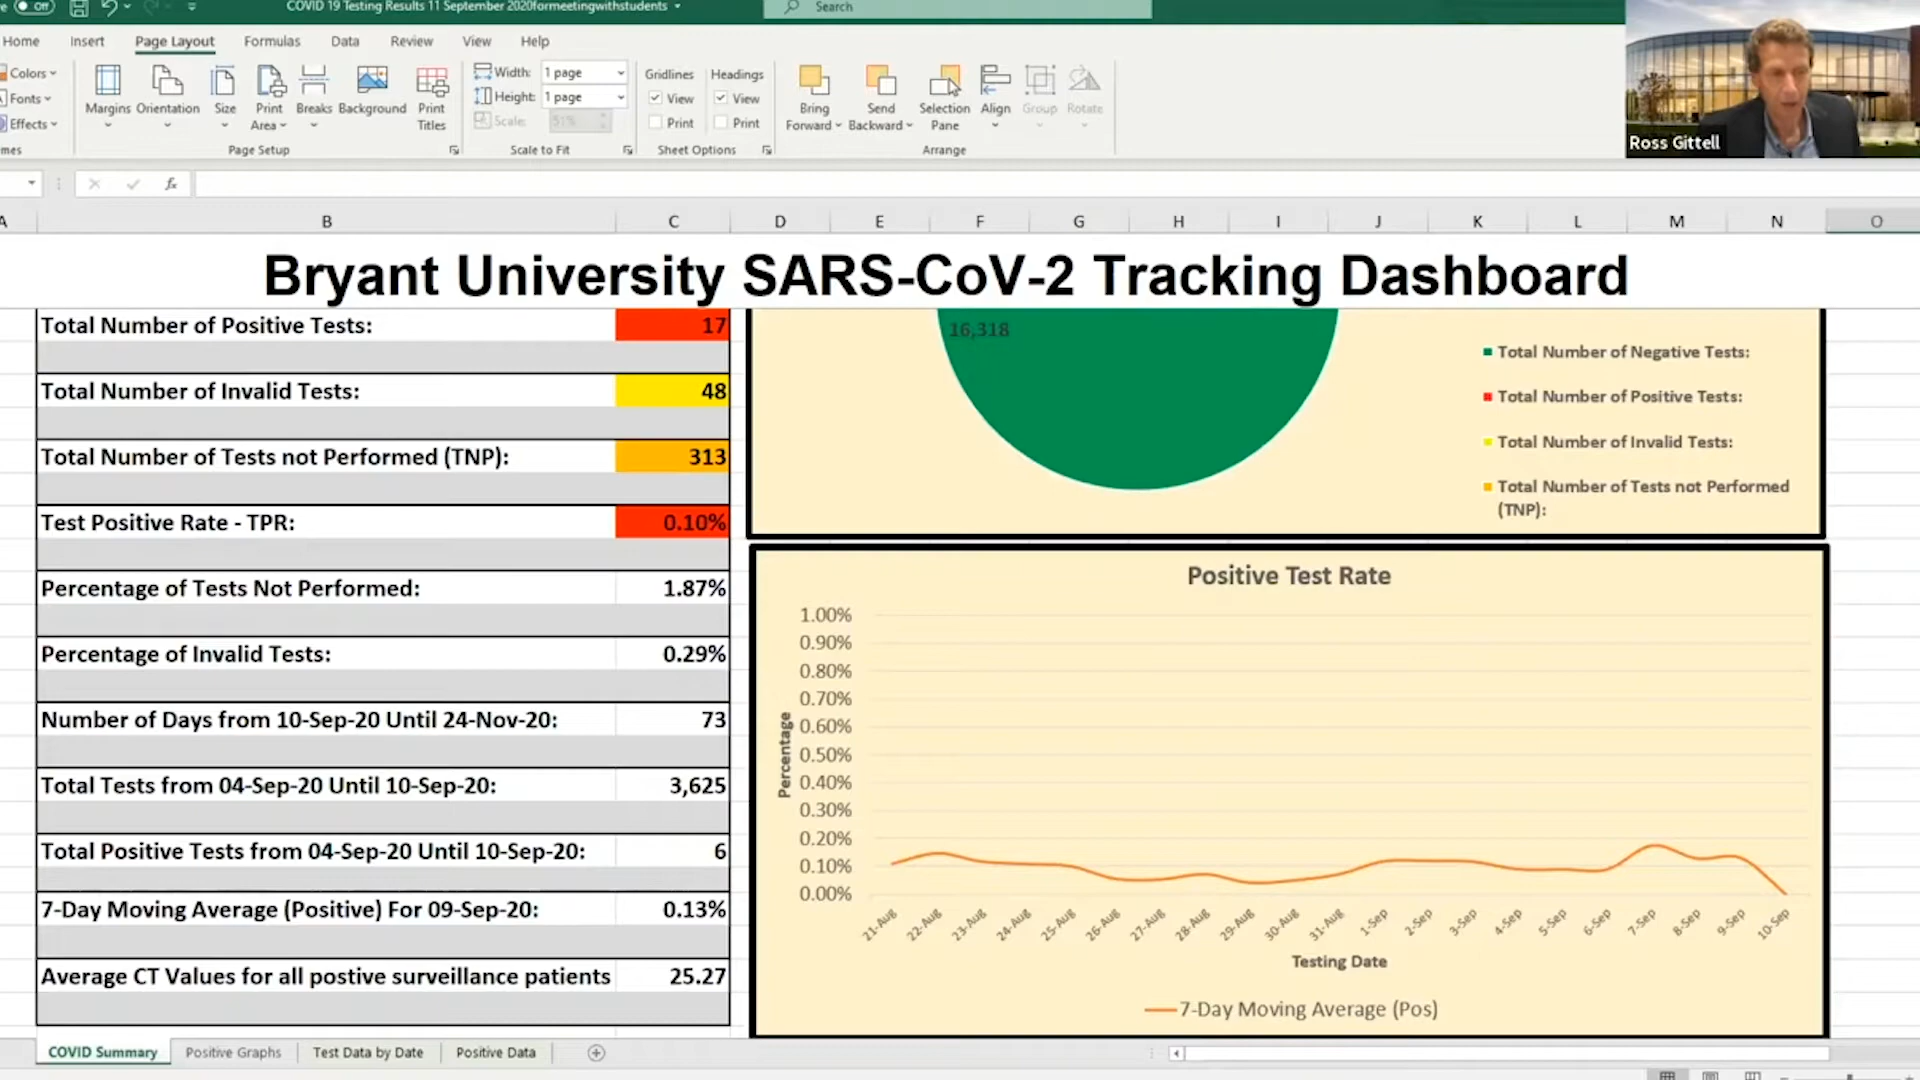 Off
COVID 19 Testing Results 11 September 2020formeetingwithstudents
Search
Home Insert Page Layout Formulas Data Review View Help
Colors
Fonts
Effects
Margins Orientation Size Print Area Breaks Background Print Titles
Width: 1 page
Height: 1 page
Scale: 51%
Gridlines Headings
View View
Print Print
Bring Forward Send Backward Selection Pane Align Group Rotate
Page Setup Scale to Fit Sheet Options Arrange
Ross Gittell
fx
A B C D E F G H I J K L M N O
Bryant University SARS-CoV-2 Tracking Dashboard
Total Number of Positive Tests: 17
Total Number of Invalid Tests: 48
Total Number of Tests not Performed (TNP): 313
Test Positive Rate - TPR: 0.10%
Percentage of Tests Not Performed: 1.87%
Percentage of Invalid Tests: 0.29%
Number of Days from 10-Sep-20 Until 24-Nov-20: 73
Total Tests from 04-Sep-20 Until 10-Sep-20: 3,625
Total Positive Tests from 04-Sep-20 Until 10-Sep-20: 6
7-Day Moving Average (Positive) For 09-Sep-20: 0.13%
Average CT Values for all postive surveillance patients 25.27
16,318
Total Number of Negative Tests:
Total Number of Positive Tests:
Total Number of Invalid Tests:
Total Number of Tests not Performed
(TNP):
Positive Test Rate
1.00%
0.90%
0.80%
0.70%
0.60%
0.50%
0.40%
0.30%
0.20%
0.10%
0.00%
Percentage
21-Aug 22-Aug 23-Aug 24-Aug 25-Aug 26-Aug 27-Aug 28-Aug 29-Aug 30-Aug 31-Aug 1-Sep 2-Sep 3-Sep 4-Sep 5-Sep 6-Sep 7-Sep 8-Sep 9-Sep 10-Sep
Testing Date
7-Day Moving Average (Pos)
COVID Summary Positive Graphs Test Data by Date Positive Data